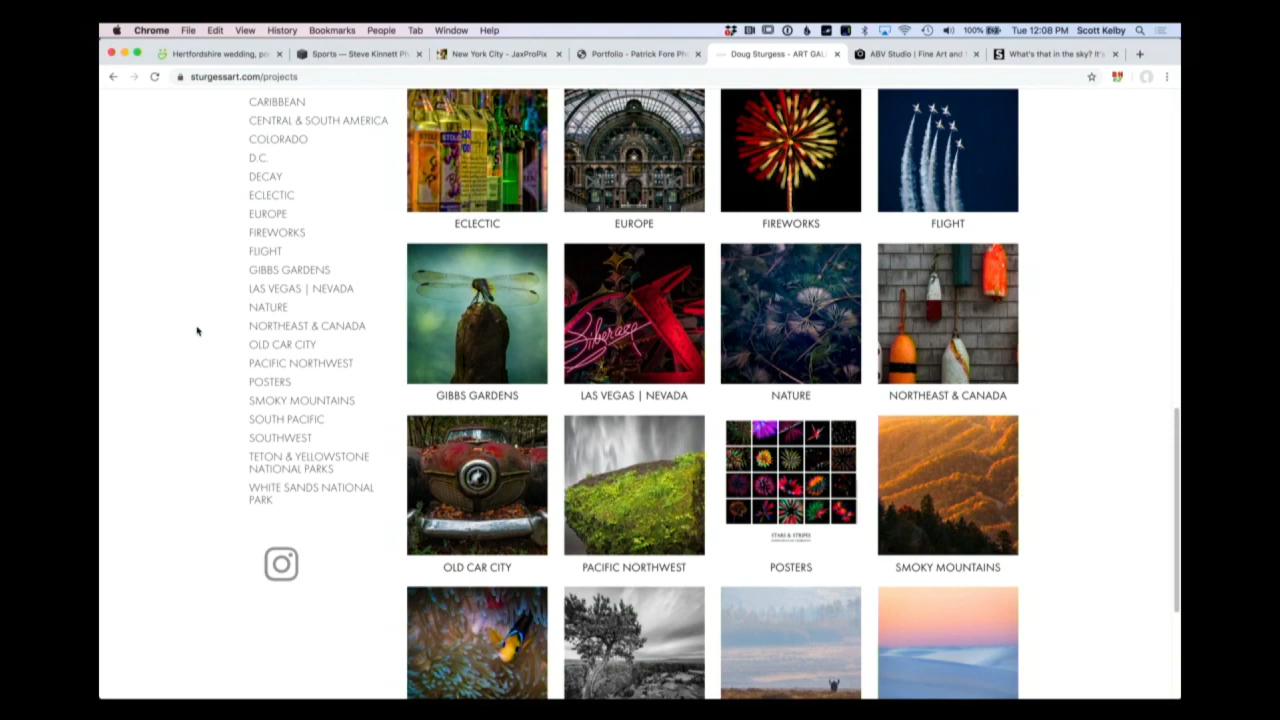 Chrome File Edit View History Bookmarks People Tab Window Help
100% Tue 12:08 PM Scott Kelby
Hertfordshire wedding, po
Sports — Steve Kinnett Ph
New York City - JaxProPix
Portfolio - Patrick Fore Ph
Doug Sturgess - ART GAL
ABV Studio | Fine Art and
What's that in the sky? It's
sturgessart.com/projects
CARIBBEAN
CENTRAL & SOUTH AMERICA
COLORADO
D.C.
DECAY
ECLECTIC
EUROPE
FIREWORKS
FLIGHT
GIBBS GARDENS
LAS VEGAS | NEVADA
NATURE
NORTHEAST & CANADA
OLD CAR CITY
PACIFIC NORTHWEST
POSTERS
SMOKY MOUNTAINS
SOUTH PACIFIC
SOUTHWEST
TETON & YELLOWSTONE
NATIONAL PARKS
WHITE SANDS NATIONAL
PARK
STOLI
ECLECTIC EUROPE FIREWORKS FLIGHT
Liberace
GIBBS GARDENS LAS VEGAS | NEVADA NATURE NORTHEAST & CANADA
STARS & STRIPES
OLD CAR CITY PACIFIC NORTHWEST POSTERS SMOKY MOUNTAINS